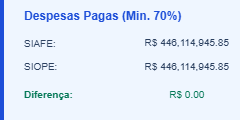 Despesas Pagas (Min. 70%)
SIAFE: R$ 446,114,945.85
SIOPE: R$ 446,114,945.85
Diferença: R$ 0.00